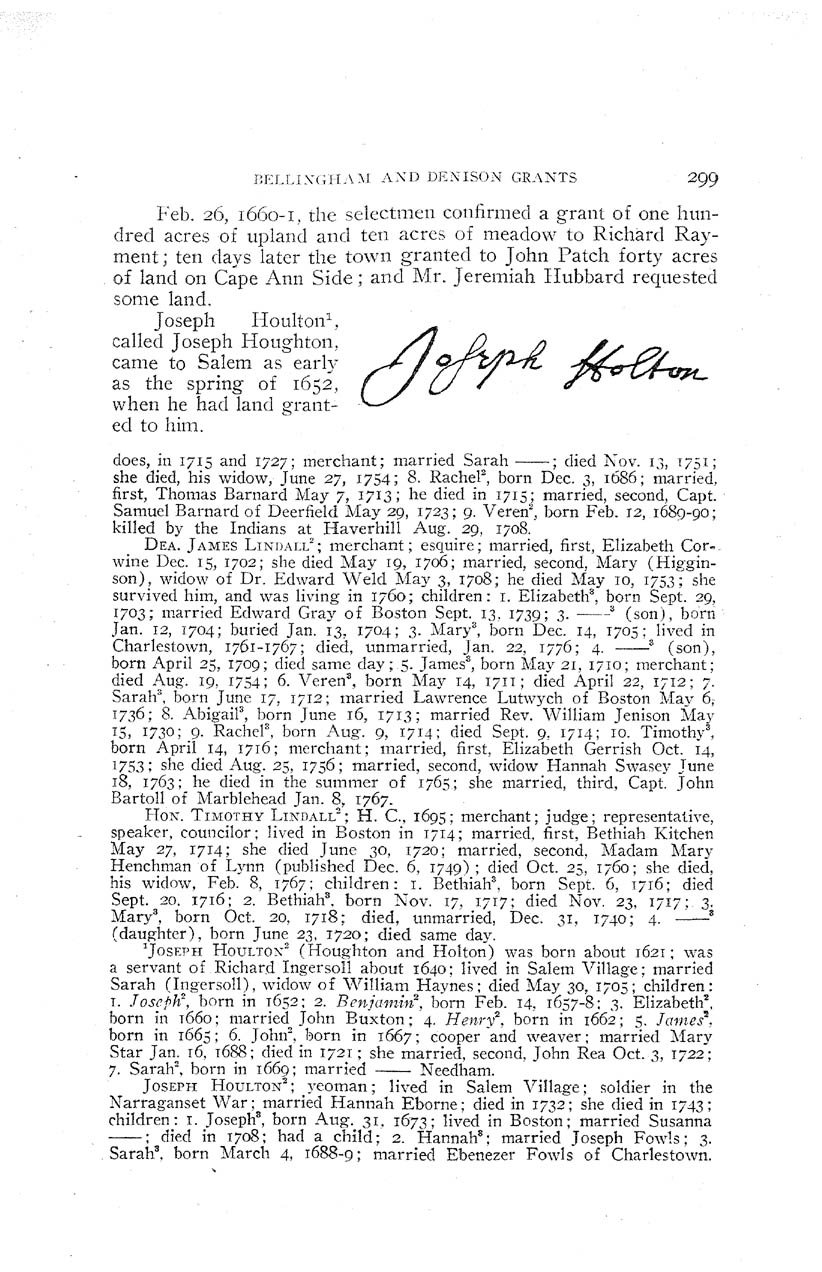 BELLINGHAM AND DENISON GRANTS 299
Feb. 26, 1660-1, the selectmen confirmed a grant of one hun-
dred acres of upland and ten acres of meadow to Richard Ray-
ment; ten days later the town granted to John Patch forty acres
of land on Cape Ann Side; and Mr. Jeremiah Hubbard requested
some land.
Joseph Houlton¹,
called Joseph Houghton,
came to Salem as early
as the spring of 1652,
when he had land grant-
ed to him.
Joseph Holton
does, in 1715 and 1727; merchant; married Sarah ——; died Nov. 13, 1751;
she died, his widow, June 27, 1754; 8. Rachel², born Dec. 3, 1686; married,
first, Thomas Barnard May 7, 1713; he died in 1715; married, second, Capt.
Samuel Barnard of Deerfield May 29, 1723; 9. Veren², born Feb. 12, 1689-90;
killed by the Indians at Haverhill Aug. 29, 1708.
DEA. JAMES LINDALL²; merchant; esquire; married, first, Elizabeth Cor-
wine Dec. 15, 1702; she died May 19, 1706; married, second, Mary (Higgin-
son), widow of Dr. Edward Weld May 3, 1708; he died May 10, 1753; she
survived him, and was living in 1760; children: 1. Elizabeth³, born Sept. 29,
1703; married Edward Gray of Boston Sept. 13, 1739; 3. ——³ (son), born
Jan. 12, 1704; buried Jan. 13, 1704; 3. Mary³, born Dec. 14, 1705; lived in
Charlestown, 1761-1767; died, unmarried, Jan. 22, 1776; 4. ——³ (son),
born April 25, 1709; died same day; 5. James³, born May 21, 1710; merchant;
died Aug. 19, 1754; 6. Veren³, born May 14, 1711; died April 22, 1712; 7.
Sarah³, born June 17, 1712; married Lawrence Lutwych of Boston May 6,
1736; 8. Abigail³, born June 16, 1713; married Rev. William Jenison May
15, 1730; 9. Rachel³, born Aug. 9, 1714; died Sept. 9, 1714; 10. Timothy³,
born April 14, 1716; merchant; married, first, Elizabeth Gerrish Oct. 14,
1753; she died Aug. 25, 1756; married, second, widow Hannah Swasey June
18, 1763; he died in the summer of 1765; she married, third, Capt. John
Bartoll of Marblehead Jan. 8, 1767.
HON. TIMOTHY LINDALL²; H. C., 1695; merchant; judge; representative,
speaker, councilor; lived in Boston in 1714; married, first, Bethiah Kitchen
May 27, 1714; she died June 30, 1720; married, second, Madam Mary
Henchman of Lynn (published Dec. 6, 1749); died Oct. 25, 1760; she died,
his widow, Feb. 8, 1767; children: 1. Bethiah³, born Sept. 6, 1716; died
Sept. 20, 1716; 2. Bethiah³, born Nov. 17, 1717; died Nov. 23, 1717; 3.
Mary³, born Oct. 20, 1718; died, unmarried, Dec. 31, 1740; 4. ——³
(daughter), born June 23, 1720; died same day.
¹JOSEPH HOULTON² (Houghton and Holton) was born about 1621; was
a servant of Richard Ingersoll about 1640; lived in Salem Village; married
Sarah (Ingersoll), widow of William Haynes; died May 30, 1705; children:
1. Joseph², born in 1652; 2. Benjamin², born Feb. 14, 1657-8; 3. Elizabeth²,
born in 1660; married John Buxton; 4. Henry², born in 1662; 5. James²,
born in 1665; 6. John², born in 1667; cooper and weaver; married Mary
Star Jan. 16, 1688; died in 1721; she married, second, John Rea Oct. 3, 1722;
7. Sarah², born in 1669; married —— Needham.
JOSEPH HOULTON²; yeoman; lived in Salem Village; soldier in the
Narraganset War; married Hannah Eborne; died in 1732; she died in 1743;
children: 1. Joseph³, born Aug. 31, 1673; lived in Boston; married Susanna
——; died in 1708; had a child; 2. Hannah³; married Joseph Fowls; 3.
Sarah³, born March 4, 1688-9; married Ebenezer Fowls of Charlestown.